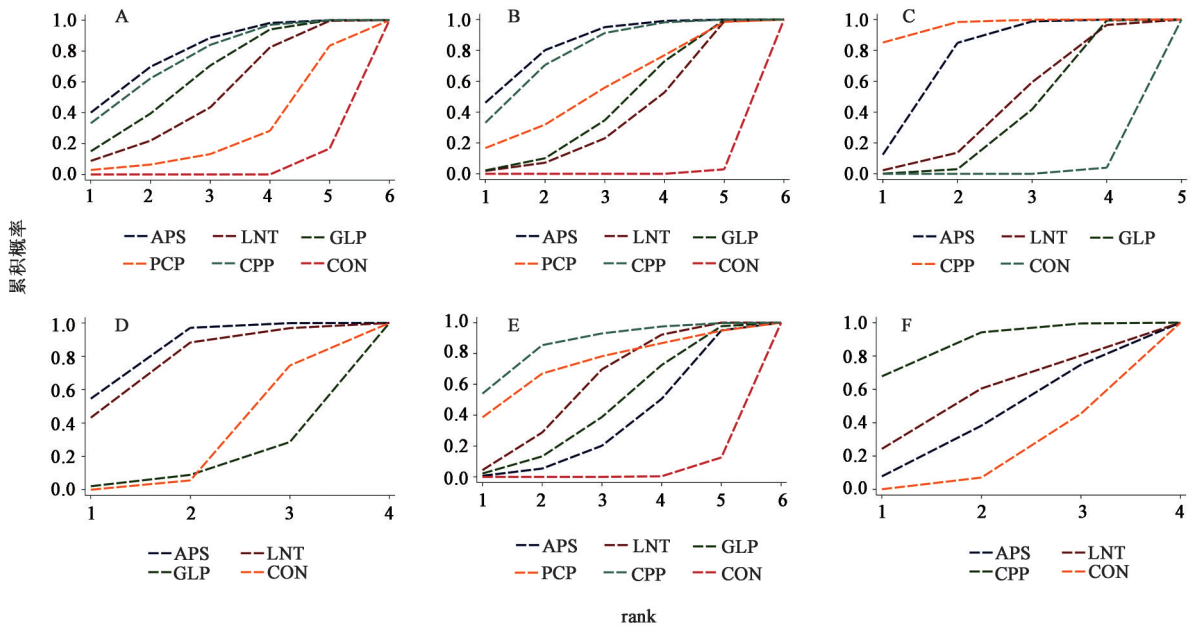 A
1.0
0.8
0.6
0.4
0.2
0.0
1 2 3 4 5 6
APS LNT GLP
PCP CPP CON
B
1.0
0.8
0.6
0.4
0.2
0.0
1 2 3 4 5 6
APS LNT GLP
PCP CPP CON
C
1.0
0.8
0.6
0.4
0.2
0.0
1 2 3 4 5
APS LNT GLP
CPP CON
累积概率
D
1.0
0.8
0.6
0.4
0.2
0.0
1 2 3 4
APS LNT
GLP CON
E
1.0
0.8
0.6
0.4
0.2
0.0
1 2 3 4 5 6
APS LNT GLP
PCP CPP CON
F
1.0
0.8
0.6
0.4
0.2
0.0
1 2 3 4
APS LNT
CPP CON
rank